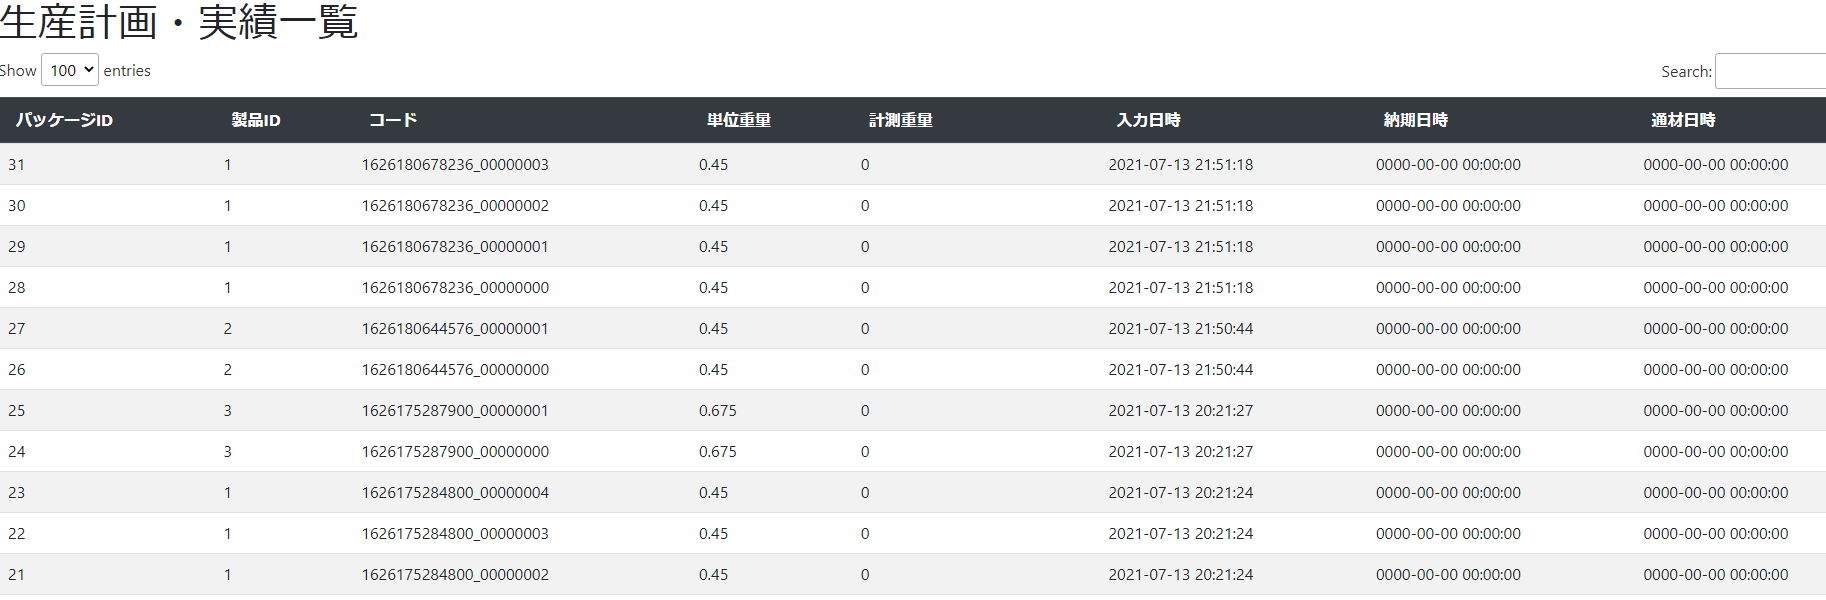 生産計画・実績一覧
Show 100 entries Search:
パッケージID 製品ID コード 単位重量 計測重量 入力日時 納期日時 通材日時
31 1 1626180678236_00000003 0.45 0 2021-07-13 21:51:18 0000-00-00 00:00:00 0000-00-00 00:00:00
30 1 1626180678236_00000002 0.45 0 2021-07-13 21:51:18 0000-00-00 00:00:00 0000-00-00 00:00:00
29 1 1626180678236_00000001 0.45 0 2021-07-13 21:51:18 0000-00-00 00:00:00 0000-00-00 00:00:00
28 1 1626180678236_00000000 0.45 0 2021-07-13 21:51:18 0000-00-00 00:00:00 0000-00-00 00:00:00
27 2 1626180644576_00000001 0.45 0 2021-07-13 21:50:44 0000-00-00 00:00:00 0000-00-00 00:00:00
26 2 1626180644576_00000000 0.45 0 2021-07-13 21:50:44 0000-00-00 00:00:00 0000-00-00 00:00:00
25 3 1626175287900_00000001 0.675 0 2021-07-13 20:21:27 0000-00-00 00:00:00 0000-00-00 00:00:00
24 3 1626175287900_00000000 0.675 0 2021-07-13 20:21:27 0000-00-00 00:00:00 0000-00-00 00:00:00
23 1 1626175284800_00000004 0.45 0 2021-07-13 20:21:24 0000-00-00 00:00:00 0000-00-00 00:00:00
22 1 1626175284800_00000003 0.45 0 2021-07-13 20:21:24 0000-00-00 00:00:00 0000-00-00 00:00:00
21 1 1626175284800_00000002 0.45 0 2021-07-13 20:21:24 0000-00-00 00:00:00 0000-00-00 00:00:00